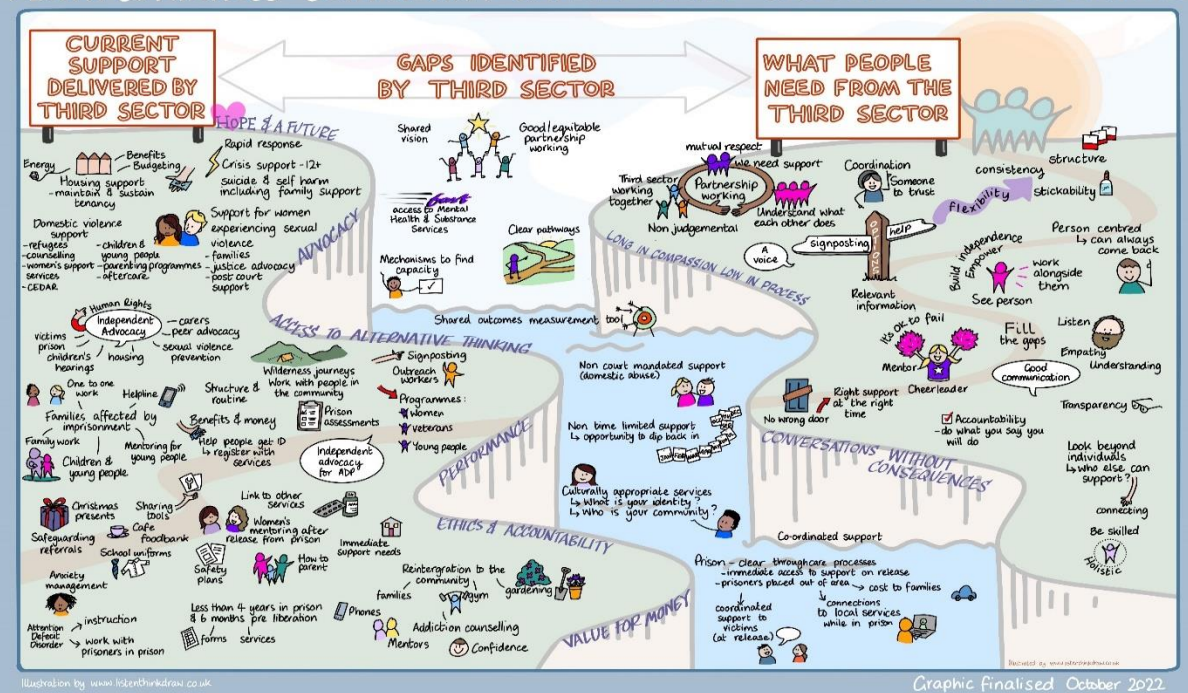 CURRENT
SUPPORT
DELIVERED BY
THIRD SECTOR
GAPS IDENTIFIED
BY THIRD SECTOR
WHAT PEOPLE
NEED FROM THE
THIRD SECTOR
HOPE & A FUTURE
Energy
Benefits
Budgeting
Housing support
- maintain & sustain
tenancy
Rapid response
Crisis support -12+
suicide & self harm
including family support
Domestic violence
support
-refugees
-counselling
-women's support
services
-CEDAR
-children &
young people
-parenting programmes
-aftercare
Support for women
experiencing sexual
violence
- families
- justice advocacy
- post court
support
ADVOCACY
Human Rights
Independent
Advocacy
carers
peer advocacy
sexual violence
prevention
housing
children's
hearings
victims
prison
ACCESS TO ALTERNATIVE THINKING
Wilderness journeys
Work with people in
the community
Signposting
Outreach
workers
Programmes:
Women
Veterans
Young people
One to one
work
Helpline
Structure &
routine
Families affected by
imprisonment
Benefits & money
Prison
assessments
Family work
Children &
young people
Mentoring for
young people
Help people get ID
↳ register with
services
Independent
advocacy
for ADP
PERFORMANCE
Christmas
presents
Sharing
tools
Link to other
services
Safeguarding
referrals
Cafe
foodbank
Women's
mentoring after
release from prison
ETHICS & ACCOUNTABILITY
School uniforms
Safety
plans
How to
parent
Immediate
support needs
Anxiety
management
Reintergration to the
community
families
gym
gardening
Attention
Defecit
Disorder
instruction
work with
prisoners in prison
Less than 4 years in prison
& 6 months pre liberation
forms
services
Phones
Mentors
Addiction counselling
Confidence
VALUE FOR MONEY
Shared
vision
Good/equitable
partnership
working
fast
access to Mental
Health & Substance
Services
Clear pathways
Mechanisms to find
capacity
Shared outcomes measurement tool
Non court mandated support
(domestic abuse)
Non time limited support
↳ opportunity to dip back in
Culturally appropriate services
↳ What is your identity?
↳ Who is your community?
Co-ordinated support
Prison - clear throughcare processes
- immediate access to support on release
- prisoners placed out of area
cost to families
connections
to local services
while in prison
coordinated
support to
victims
(at release)
mutual respect
we need support
Third sector
working
together
Partnership
working
Understand what
each other does
Non judgemental
Coordination
Someone
to trust
consistency
structure
flexibility
stickability
LONG IN COMPASSION LOW IN PROCESS
A
voice
signposting
help
OPTIONS
Relevant
information
Build independence
Empower
work
alongside
them
See person
Person centred
↳ can always
come back
It's ok to fail
Mentor
Cheerleader
Fill
the gaps
Listen
Empathy
Understanding
Good
communication
No wrong door
Right support
at the right
time
Accountability
- do what you say you
will do
Transparency
CONVERSATIONS WITHOUT
CONSEQUENCES
Look beyond
individuals
↳ who else can
support?
connecting
Be skilled
Holistic
Illustration by www.listenthinkdraw.co.uk
Graphic finalised October 2022